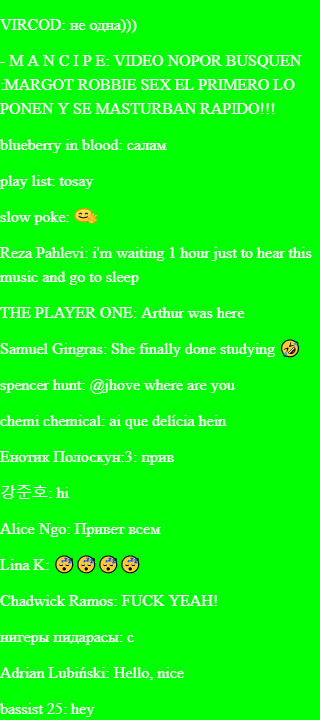 VIRCOD: не одна)))
- M A N C I P E: VIDEO NOPOR BUSQUEN
:MARGOT ROBBIE SEX EL PRIMERO LO
PONEN Y SE MASTURBAN RAPIDO!!!
blueberry in blood: салам
play list: tosay
slow poke: 🤗
Reza Pahlevi: i'm waiting 1 hour just to hear this
music and go to sleep
THE PLAYER ONE: Arthur was here
Samuel Gingras: She finally done studying 🤣
spencer hunt: @jhove where are you
chemi chemical: ai que delícia hein
Енотик Полоскун:3: прив
강준호: hi
Alice Ngo: Привет всем
Lina K: 😴😴😴😴
Chadwick Ramos: FUCK YEAH!
нигеры пидарасы: с
Adrian Lubiński: Hello, nice
bassist 25: hey